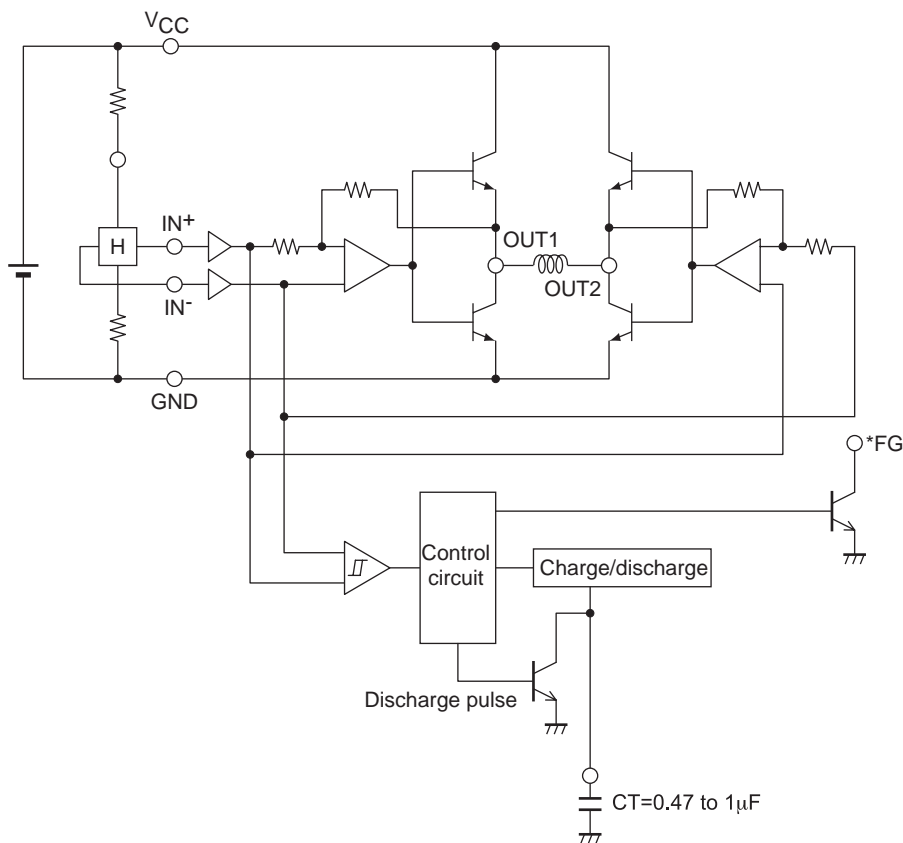 VCC
H
IN+
IN-
OUT1
OUT2
GND
*FG
Control
circuit
Charge/discharge
Discharge pulse
CT=0.47 to 1μF